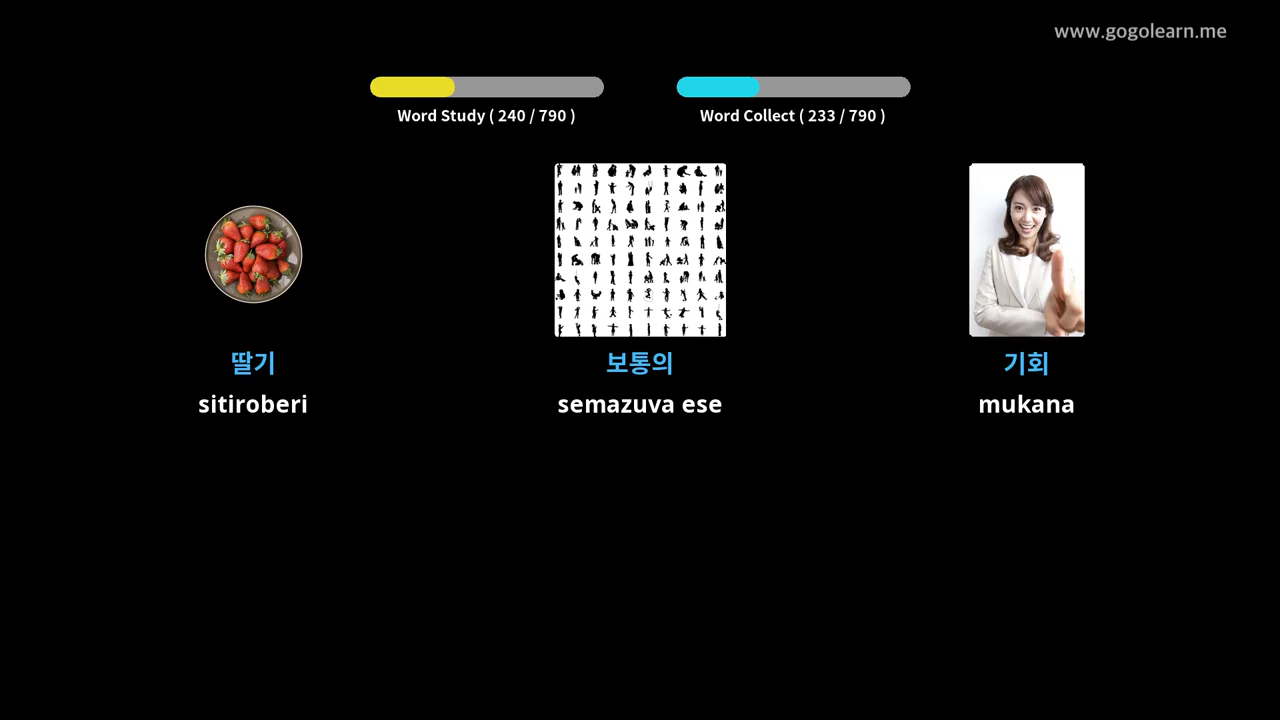 www.gogolearn.me
Word Study ( 240 / 790 )
Word Collect ( 233 / 790 )
딸기
보통의
기회
sitiroberi
semazuva ese
mukana